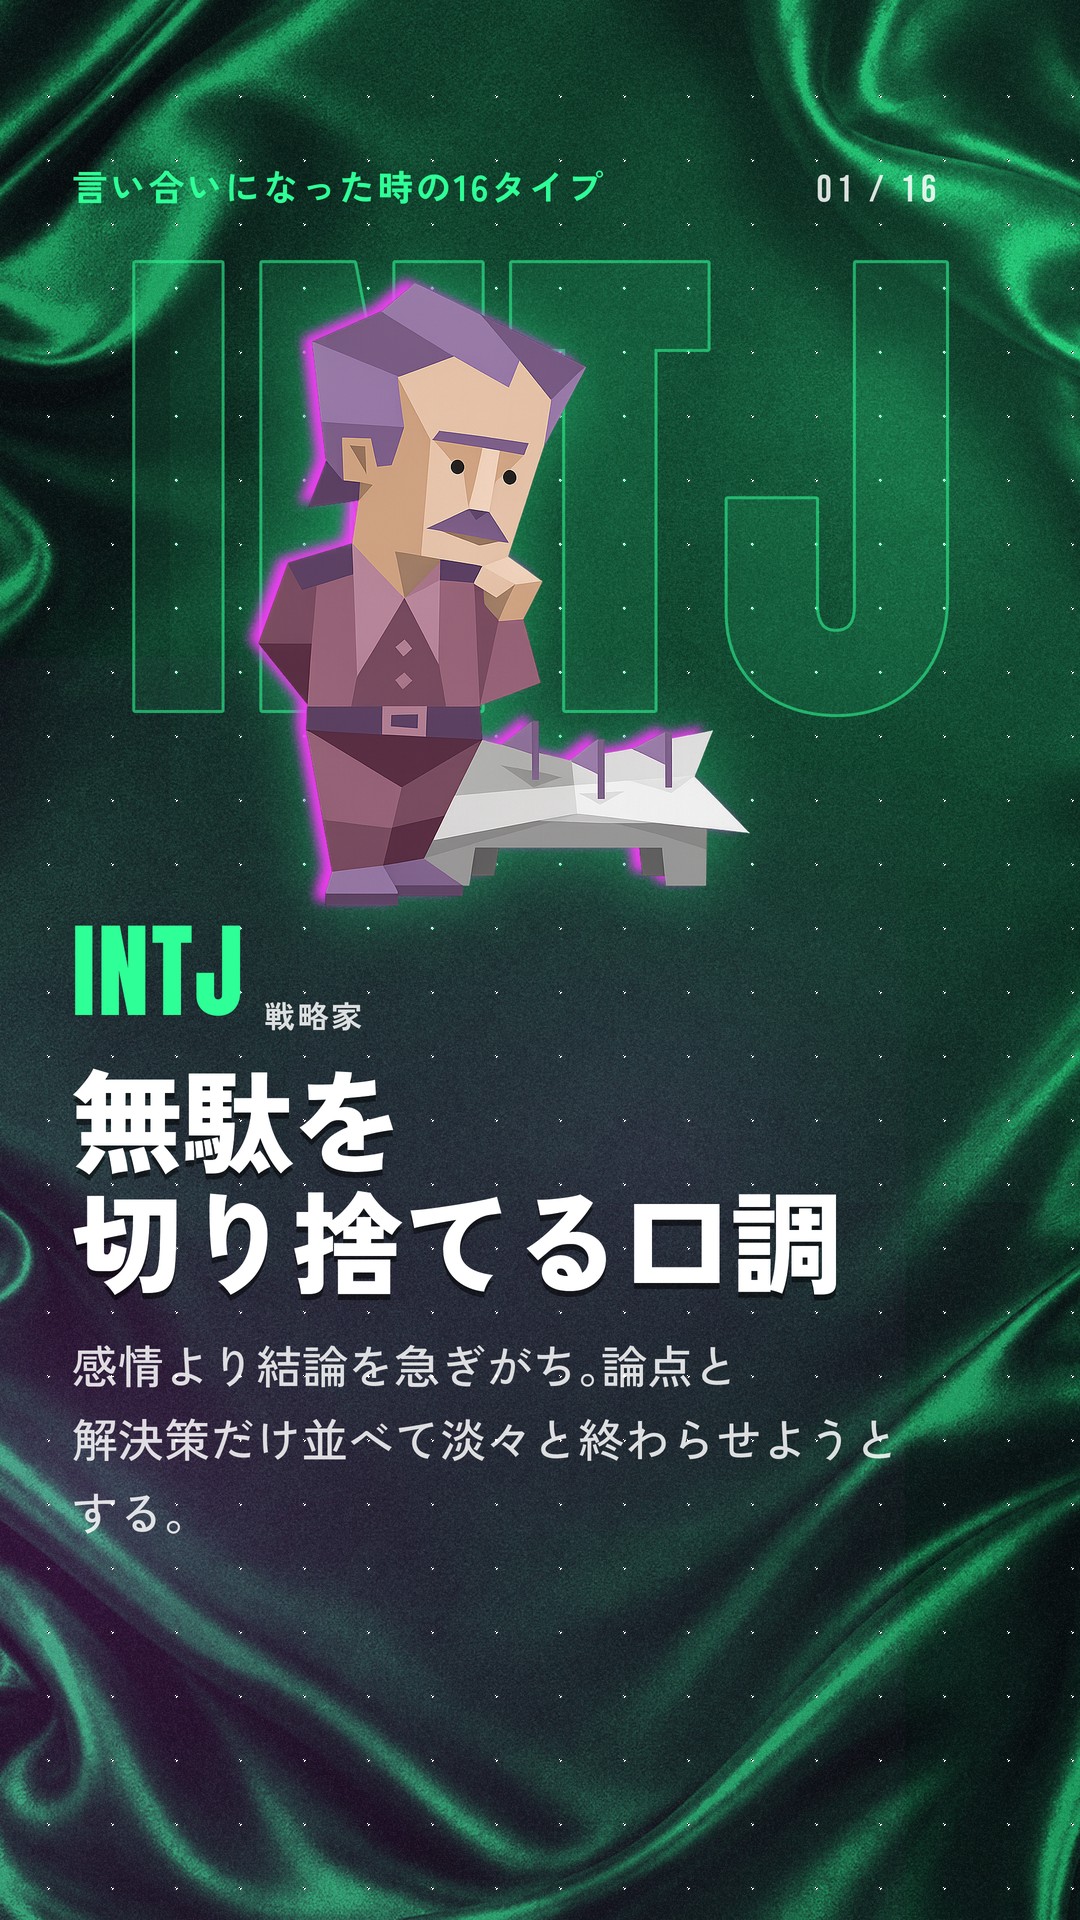 言い合いになった時の16タイプ
01 / 16
INTJ
INTJ
戦略家
無駄を
切り捨てる口調
感情より結論を急ぎがち。論点と
解決策だけ並べて淡々と終わらせようと
する。